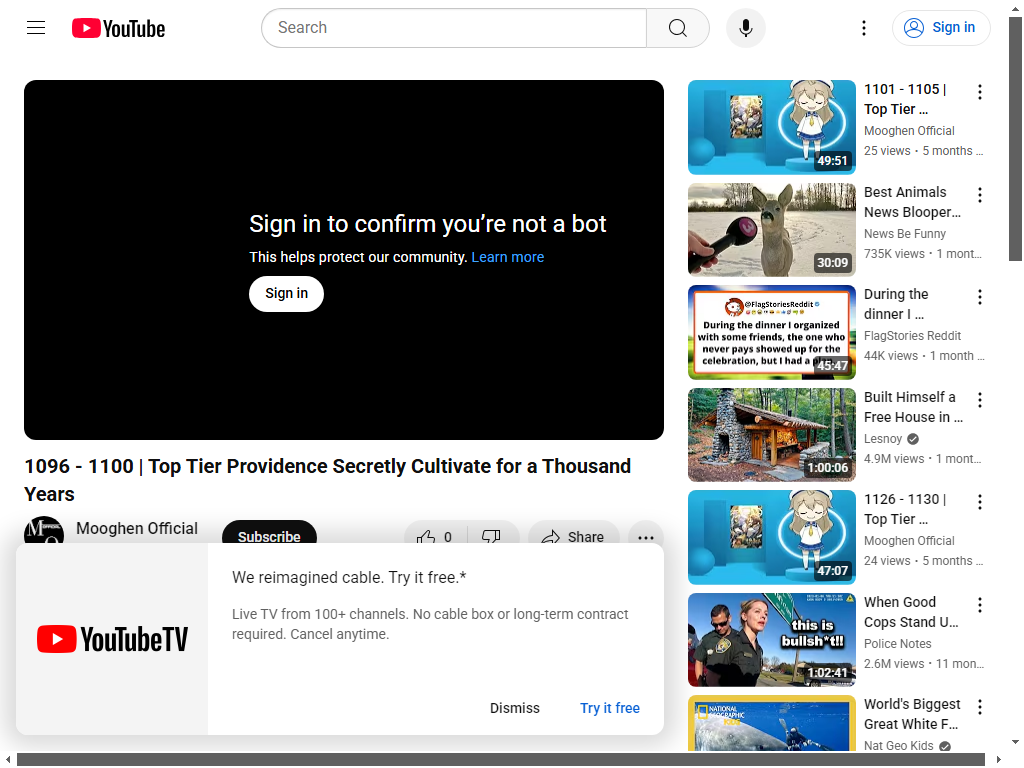 YouTube
Search
Sign in
Sign in to confirm you’re not a bot
This helps protect our community. Learn more
Sign in
1096 - 1100 | Top Tier Providence Secretly Cultivate for a Thousand
Years
Mooghen Official
Subscribe
0
Share
YouTubeTV
We reimagined cable. Try it free.*
Live TV from 100+ channels. No cable box or long-term contract
required. Cancel anytime.
Dismiss
Try it free
49:51
1101 - 1105 |
Top Tier ...
Mooghen Official
25 views • 5 months ...
30:09
Best Animals
News Blooper...
News Be Funny
735K views • 1 mont...
@FlagStoriesReddit
During the dinner I organized
with some friends, the one who
never pays showed up for the
celebration, but I had a
45:47
During the
dinner I ...
FlagStories Reddit
44K views • 1 month ...
1:00:06
Built Himself a
Free House in ...
Lesnoy
4.9M views • 1 mont...
47:07
1126 - 1130 |
Top Tier ...
Mooghen Official
24 views • 5 months ...
this is
bullsh*t!!
1:02:41
When Good
Cops Stand U...
Police Notes
2.6M views • 11 mon...
NATIONAL
GEOGRAPHIC
KIDS
World's Biggest
Great White F...
Nat Geo Kids